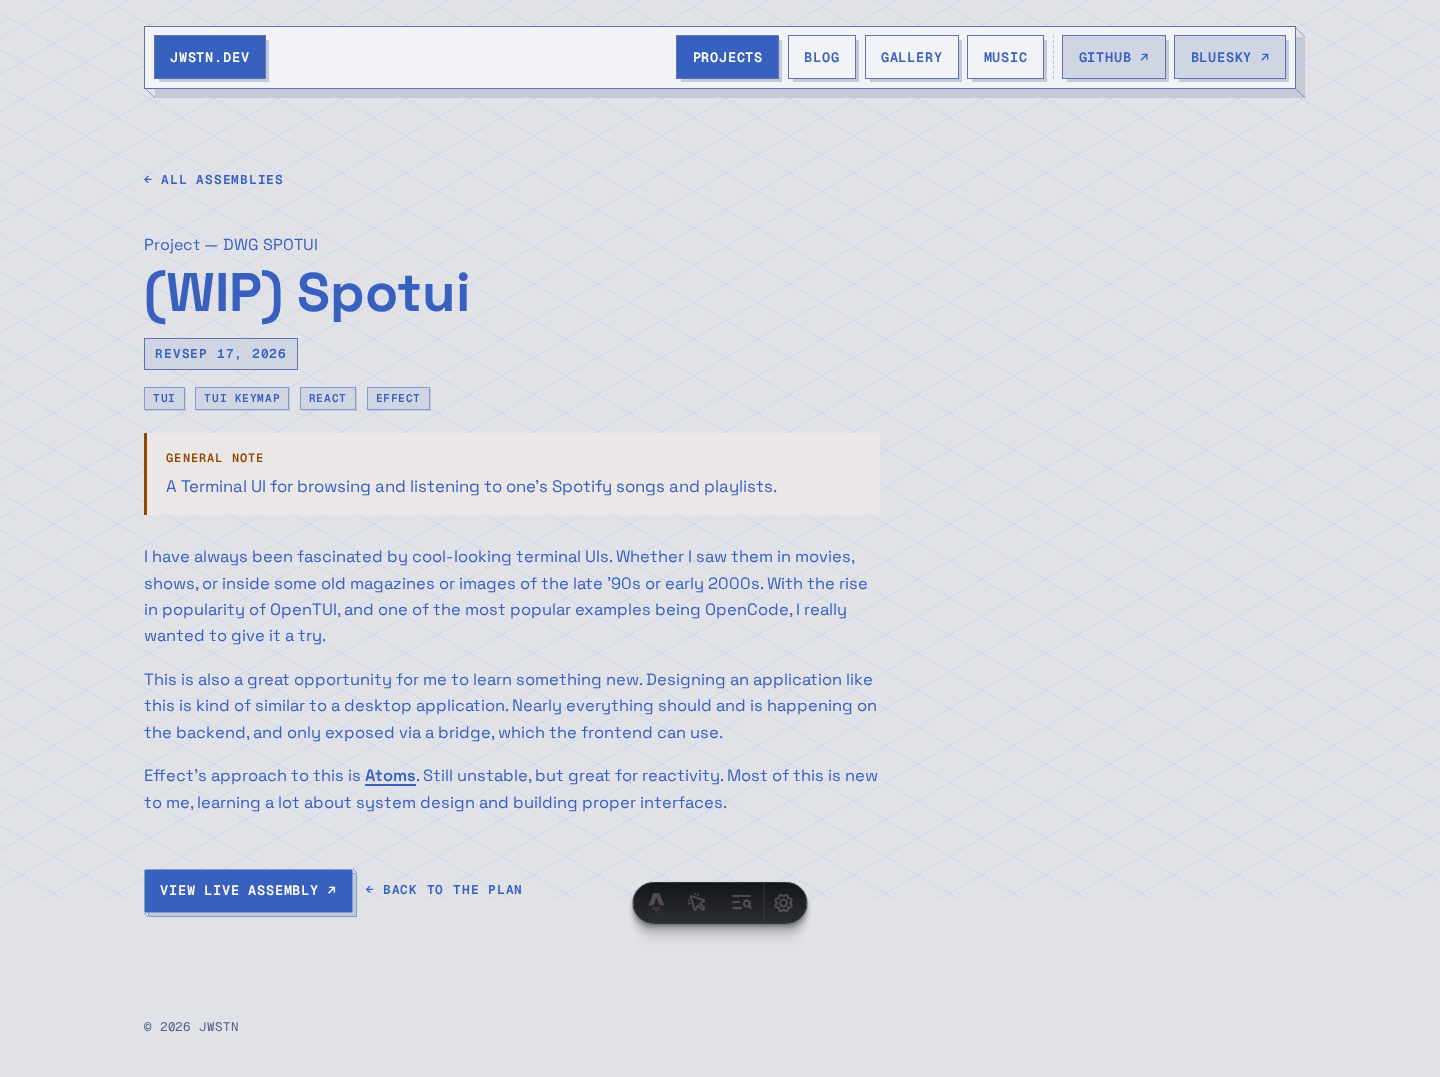 JWSTN.DEV PROJECTS BLOG GALLERY MUSIC GITHUB ↗ BLUESKY ↗
← ALL ASSEMBLIES
Project — DWG SPOTUI
(WIP) Spotui
REVSEP 17, 2026
TUI TUI KEYMAP REACT EFFECT
GENERAL NOTE
A Terminal UI for browsing and listening to one’s Spotify songs and playlists.
I have always been fascinated by cool-looking terminal UIs. Whether I saw them in movies,
shows, or inside some old magazines or images of the late ’90s or early 2000s. With the rise
in popularity of OpenTUI, and one of the most popular examples being OpenCode, I really
wanted to give it a try.
This is also a great opportunity for me to learn something new. Designing an application like
this is kind of similar to a desktop application. Nearly everything should and is happening on
the backend, and only exposed via a bridge, which the frontend can use.
Effect’s approach to this is Atoms. Still unstable, but great for reactivity. Most of this is new
to me, learning a lot about system design and building proper interfaces.
VIEW LIVE ASSEMBLY ↗ ← BACK TO THE PLAN
© 2026 JWSTN